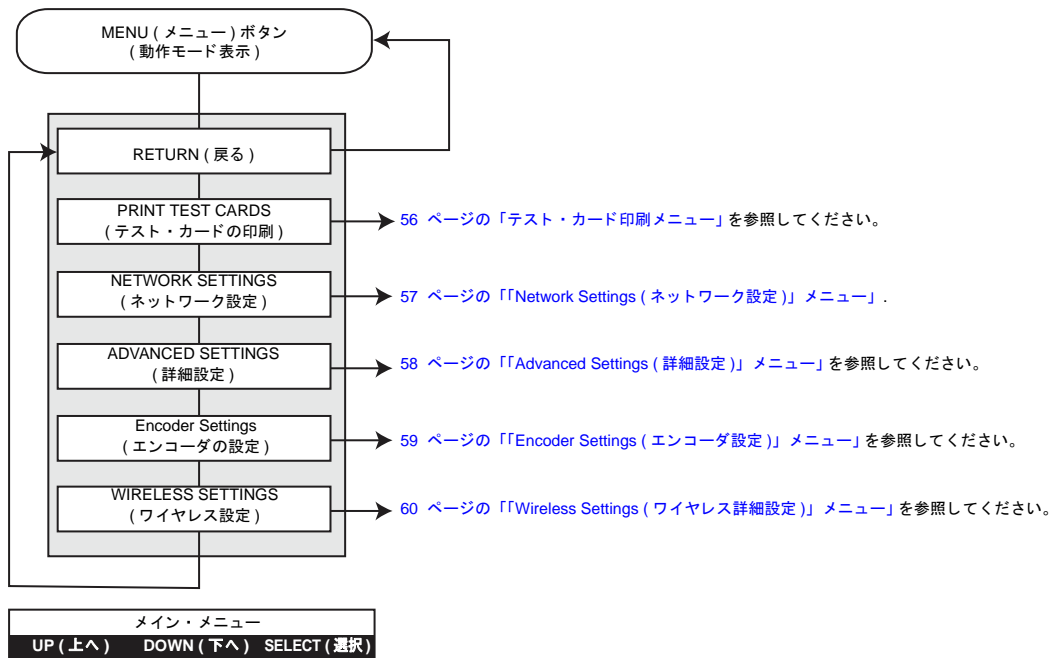 MENU ( メニュー ) ボタン
( 動作モード表示 )
RETURN ( 戻る )
PRINT TEST CARDS
( テスト・カードの印刷 )
56 ページの「テスト・カード印刷メニュー」を参照してください。
NETWORK SETTINGS
( ネットワーク設定 )
57 ページの「「Network Settings ( ネットワーク設定 )」メニュー」.
ADVANCED SETTINGS
( 詳細設定 )
58 ページの「「Advanced Settings ( 詳細設定 )」メニュー」を参照してください。
Encoder Settings
( エンコーダの設定 )
59 ページの「「Encoder Settings ( エンコーダ設定 )」メニュー」を参照してください。
WIRELESS SETTINGS
( ワイヤレス設定 )
60 ページの「「Wireless Settings ( ワイヤレス詳細設定 )」メニュー」を参照してください。
メイン・メニュー
UP ( 上へ ) DOWN ( 下へ ) SELECT ( 選択 )